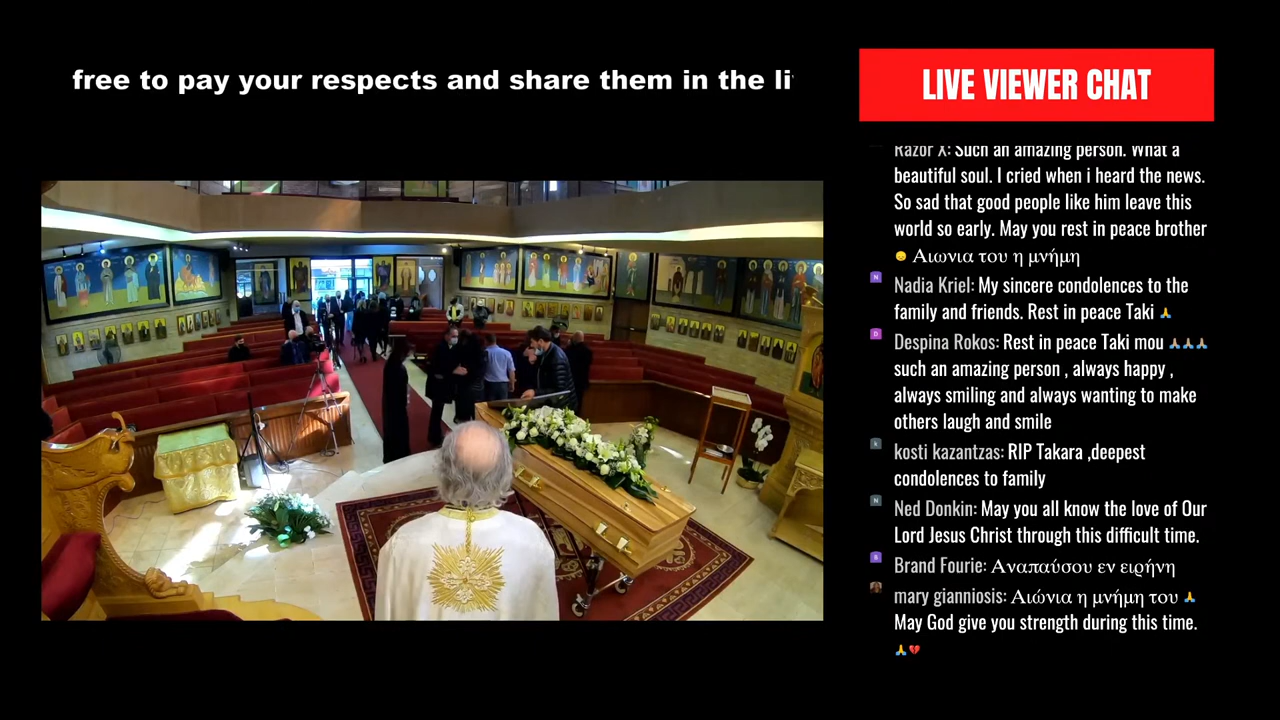 free to pay your respects and share them in the li
LIVE VIEWER CHAT
Razor X: Such an amazing person. What a
beautiful soul. I cried when i heard the news.
So sad that good people like him leave this
world so early. May you rest in peace brother
😔 Αιωνια του η μνήμη
Nadia Kriel: My sincere condolences to the
family and friends. Rest in peace Taki 🙏
Despina Rokos: Rest in peace Taki mou 🙏🙏🙏
such an amazing person , always happy ,
always smiling and always wanting to make
others laugh and smile
kosti kazantzas: RIP Takara ,deepest
condolences to family
Ned Donkin: May you all know the love of Our
Lord Jesus Christ through this difficult time.
Brand Fourie: Αναπαύσου εν ειρήνη
mary gianniosis: Αιώνια η μνήμη του 🙏
May God give you strength during this time.
🙏💔